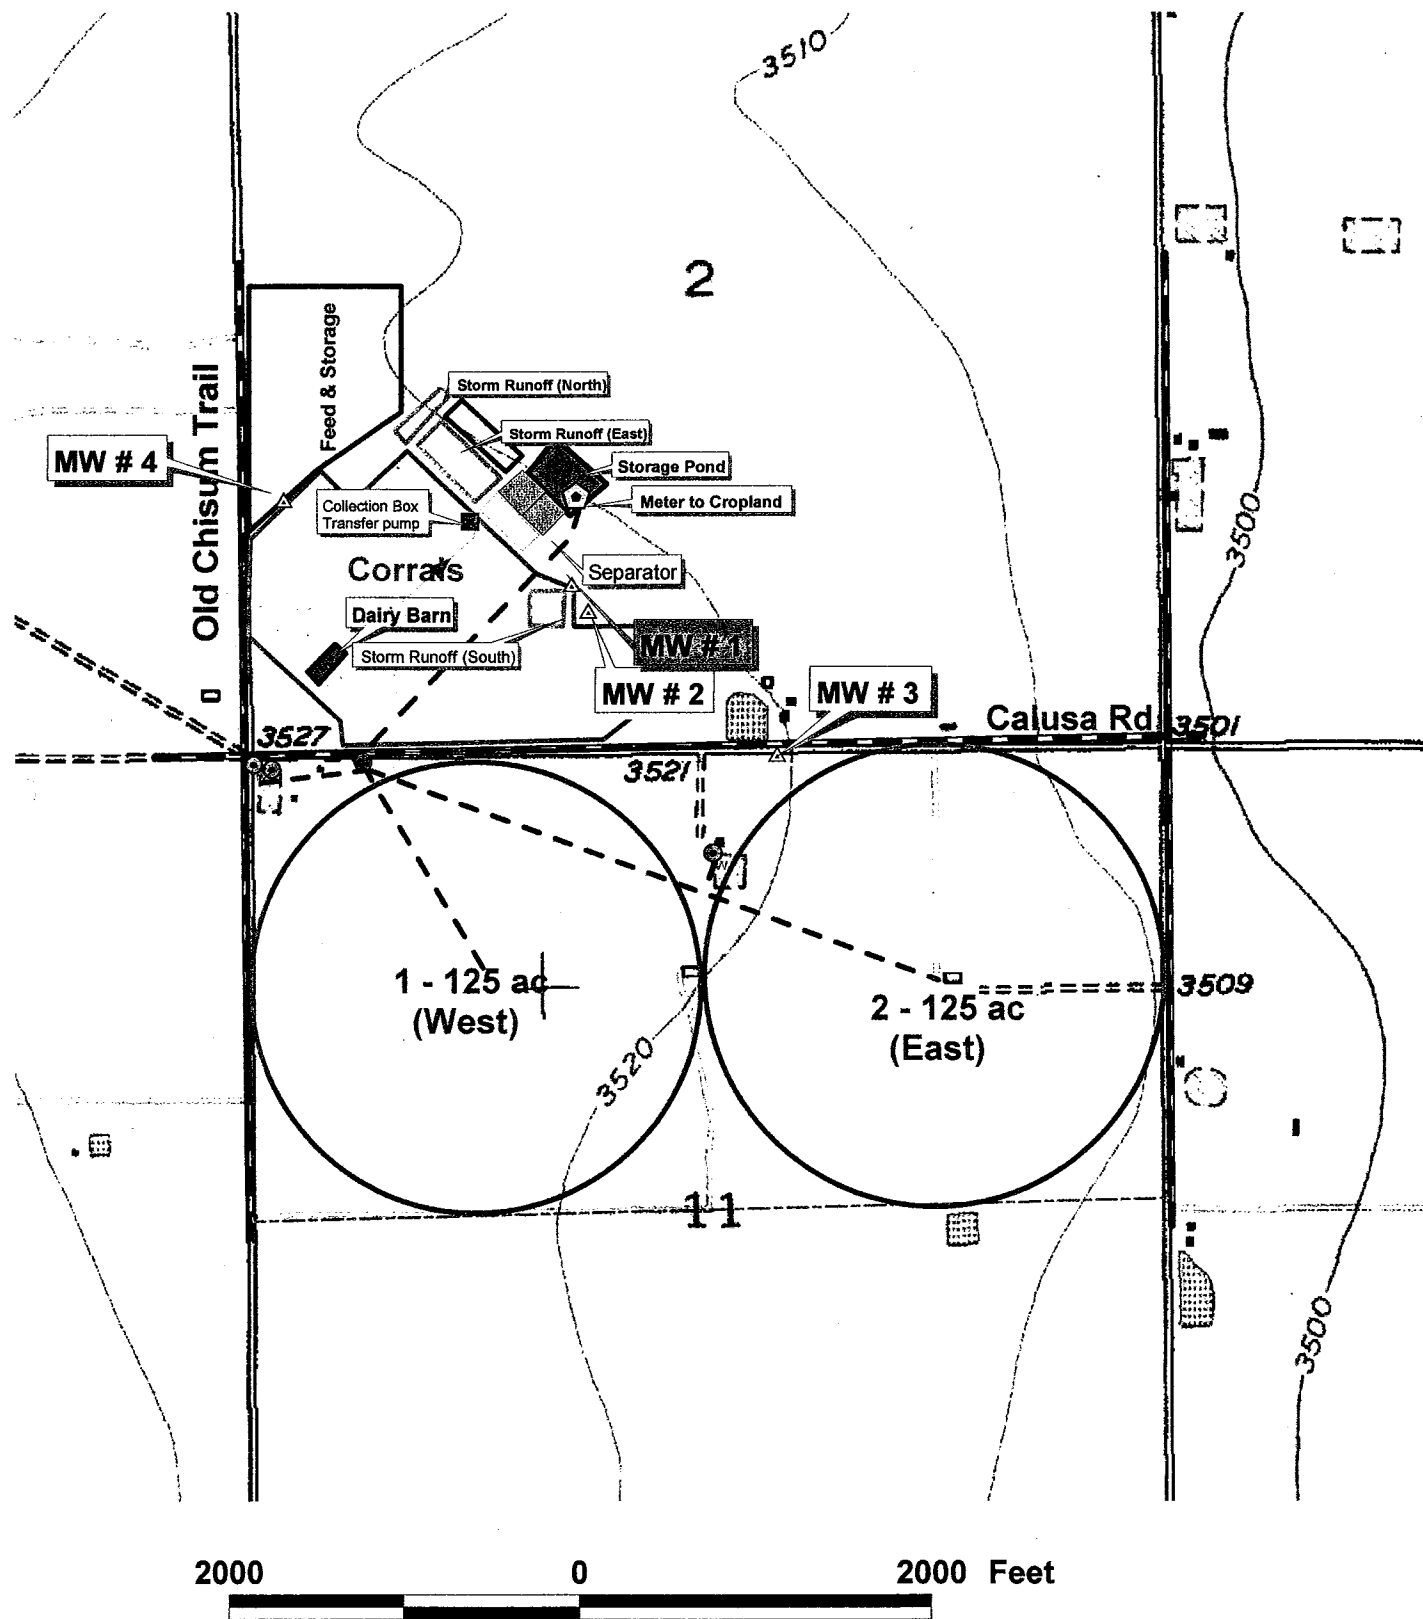 3510
2
Feed & Storage
Old Chisum Trail
Storm Runoff (North)
Storm Runoff (East)
MW # 4
Storage Pond
Meter to Cropland
Collection Box
Transfer pump
3500
Corrals
Separator
Dairy Barn
Storm Runoff (South)
MW # 1
MW # 2
MW # 3
Calusa Rd
3501
3527
3521
W
1 - 125 ac
(West)
2 - 125 ac
(East)
3509
3520
11
3500
2000 0 2000 Feet